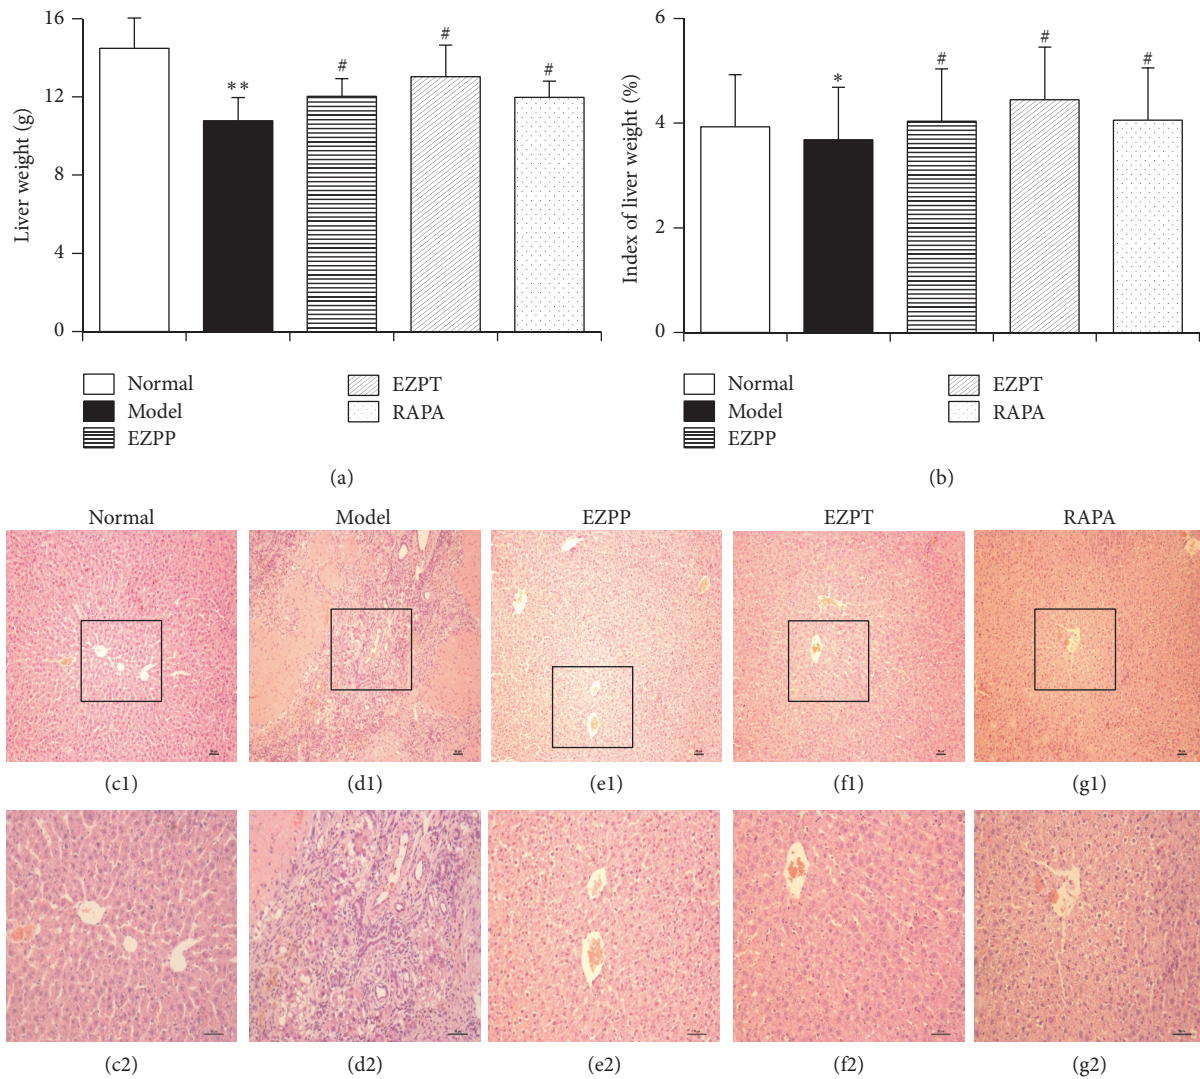 16
12
8
4
0
Liver weight (g)
**
#
#
#
Normal
Model
EZPP
EZPT
RAPA
(a)
6
4
2
0
Index of liver weight (%)
*
#
#
#
Normal
Model
EZPP
EZPT
RAPA
(b)
Normal
Model
EZPP
EZPT
RAPA
(c1)
(d1)
(e1)
(f1)
(g1)
(c2)
(d2)
(e2)
(f2)
(g2)